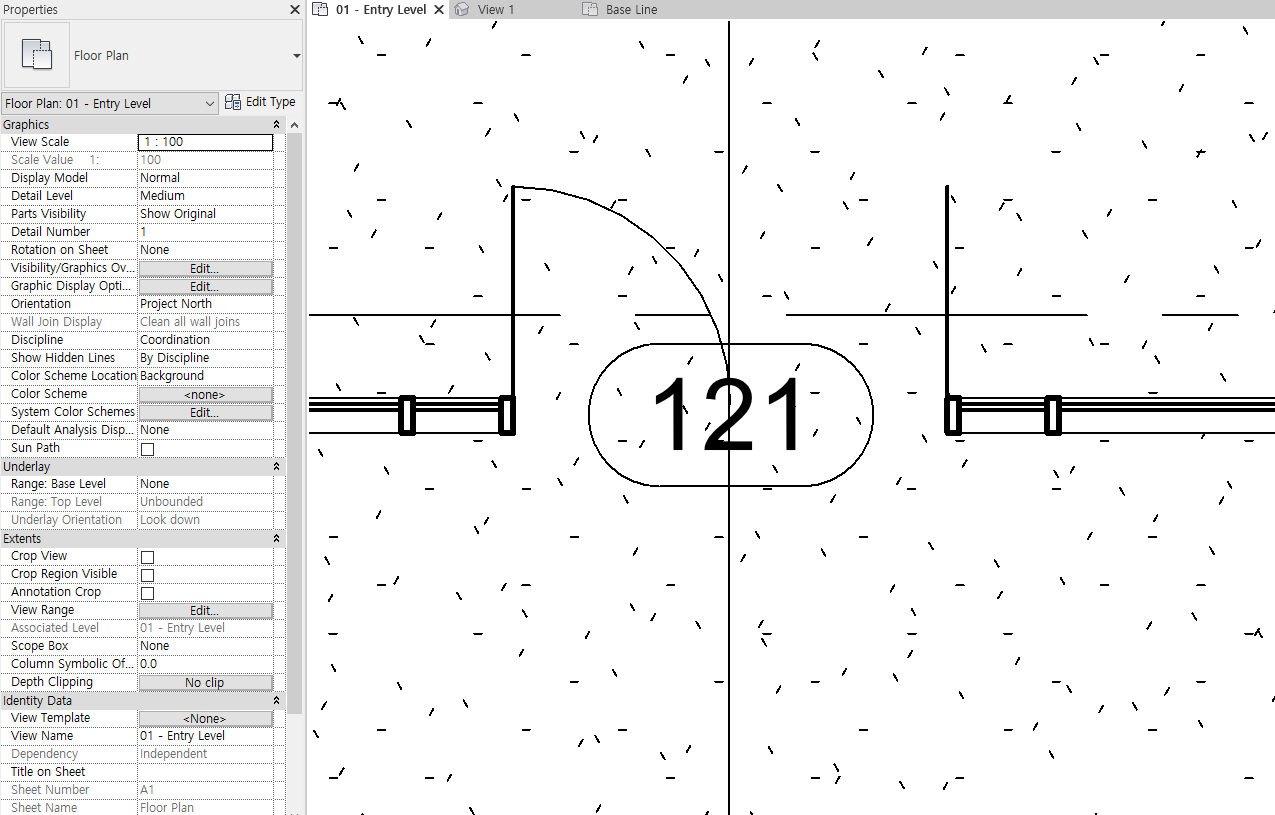 Properties
01 - Entry Level
View 1
Base Line
Floor Plan
Floor Plan: 01 - Entry Level
Edit Type
Graphics
View Scale 1 : 100
Scale Value 1: 100
Display Model Normal
Detail Level Medium
Parts Visibility Show Original
Detail Number 1
Rotation on Sheet None
Visibility/Graphics Ov... Edit...
Graphic Display Opti... Edit...
Orientation Project North
Wall Join Display Clean all wall joins
Discipline Coordination
Show Hidden Lines By Discipline
Color Scheme Location Background
Color Scheme <none>
System Color Schemes Edit...
Default Analysis Disp... None
Sun Path
Underlay
Range: Base Level None
Range: Top Level Unbounded
Underlay Orientation Look down
Extents
Crop View
Crop Region Visible
Annotation Crop
View Range Edit...
Associated Level 01 - Entry Level
Scope Box None
Column Symbolic Of... 0.0
Depth Clipping No clip
Identity Data
View Template <None>
View Name 01 - Entry Level
Dependency Independent
Title on Sheet
Sheet Number A1
Sheet Name Floor Plan
121